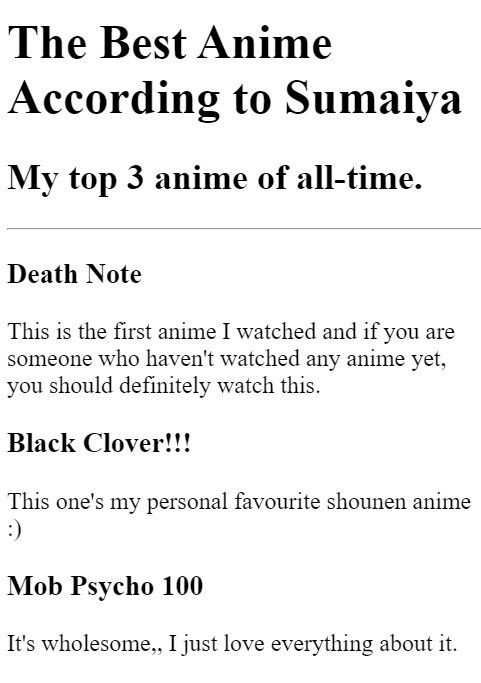 The Best Anime
According to Sumaiya
My top 3 anime of all-time.
Death Note
This is the first anime I watched and if you are
someone who haven't watched any anime yet,
you should definitely watch this.
Black Clover!!!
This one's my personal favourite shounen anime
:)
Mob Psycho 100
It's wholesome,, I just love everything about it.